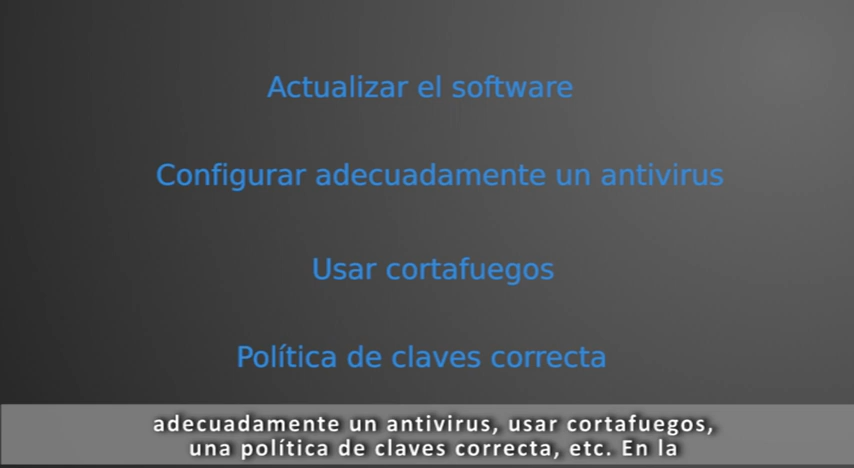 Actualizar el software
Configurar adecuadamente un antivirus
Usar cortafuegos
Política de claves correcta
adecuadamente un antivirus, usar cortafuegos,
una política de claves correcta, etc. En la